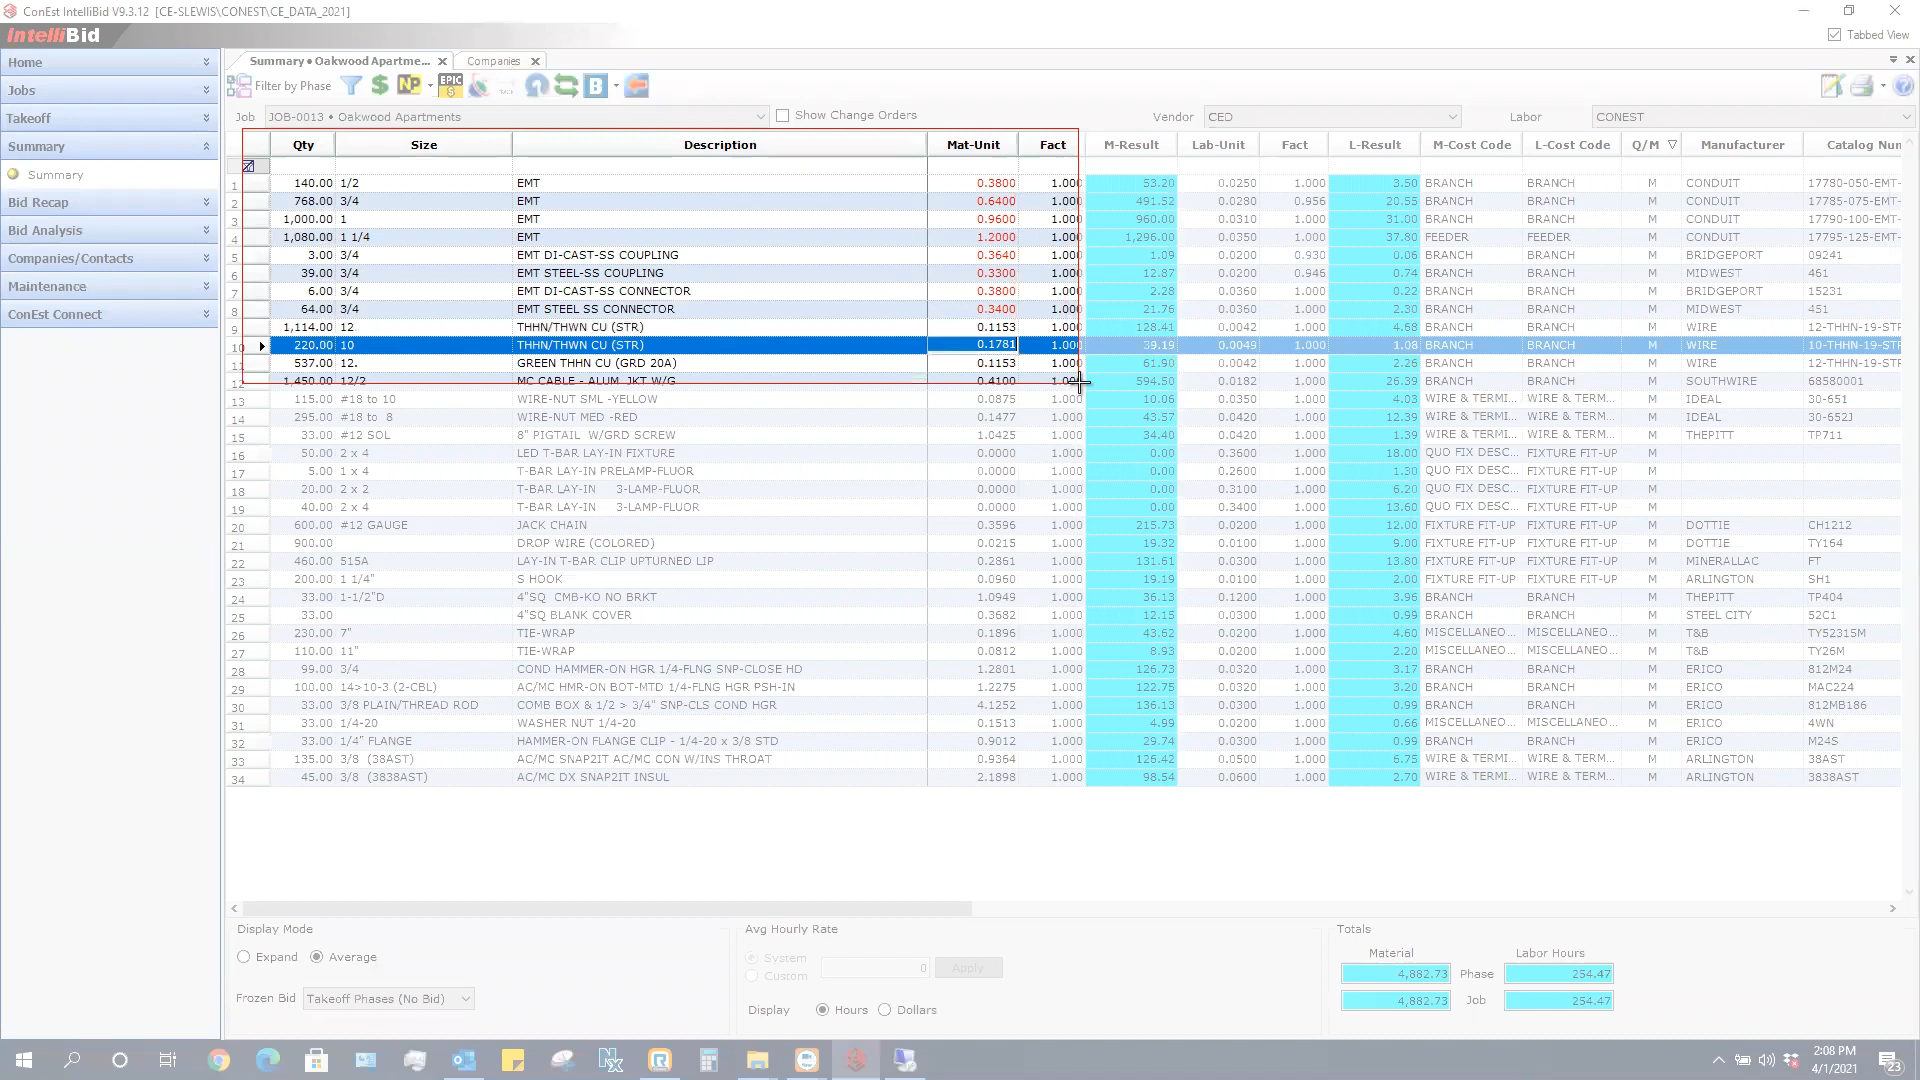 ConEst IntelliBid V9.3.12 [CE-SLEWIS\CONEST\CE_DATA_2021]
IntelliBid
Tabbed View
Home
Jobs
Takeoff
Summary
Summary
Bid Recap
Bid Analysis
Companies/Contacts
Maintenance
ConEst Connect
Summary • Oakwood Apartme...
Companies
Filter by Phase
NP
EPIC
$
B
Job JOB-0013 • Oakwood Apartments Show Change Orders Vendor CED Labor CONEST
Qty Size Description Mat-Unit Fact M-Result Lab-Unit Fact L-Result M-Cost Code L-Cost Code Q/M Manufacturer Catalog Num
1 140.00 1/2 EMT 0.3800 1.000 53.20 0.0250 1.000 3.50 BRANCH BRANCH M CONDUIT 17780-050-EMT-
2 768.00 3/4 EMT 0.6400 1.000 491.52 0.0280 0.956 20.55 BRANCH BRANCH M CONDUIT 17785-075-EMT-
3 1,000.00 1 EMT 0.9600 1.000 960.00 0.0310 1.000 31.00 BRANCH BRANCH M CONDUIT 17790-100-EMT-
4 1,080.00 1 1/4 EMT 1.2000 1.000 1,296.00 0.0350 1.000 37.80 FEEDER FEEDER M CONDUIT 17795-125-EMT-
5 3.00 3/4 EMT DI-CAST-SS COUPLING 0.3640 1.000 1.09 0.0200 0.930 0.06 BRANCH BRANCH M BRIDGEPORT 09241
6 39.00 3/4 EMT STEEL-SS COUPLING 0.3300 1.000 12.87 0.0200 0.946 0.74 BRANCH BRANCH M MIDWEST 461
7 6.00 3/4 EMT DI-CAST-SS CONNECTOR 0.3800 1.000 2.28 0.0360 1.000 0.22 BRANCH BRANCH M BRIDGEPORT 15231
8 64.00 3/4 EMT STEEL SS CONNECTOR 0.3400 1.000 21.76 0.0360 1.000 2.30 BRANCH BRANCH M MIDWEST 451
9 1,114.00 12. THHN/THWN CU (STR) 0.1153 1.000 128.41 0.0042 1.000 4.68 BRANCH BRANCH M WIRE 12-THHN-19-STR
10 220.00 10 THHN/THWN CU (STR) 0.1781 1.000 39.19 0.0049 1.000 1.08 BRANCH BRANCH M WIRE 10-THHN-19-STR
11 537.00 12. GREEN THHN CU (GRD 20A) 0.1153 1.000 61.90 0.0042 1.000 2.26 BRANCH BRANCH M WIRE 12-THHN-19-STR
12 1,450.00 12/2 MC CABLE - ALUM. JKT W/G 0.4100 1.000 594.50 0.0182 1.000 26.39 BRANCH BRANCH M SOUTHWIRE 68580001
13 115.00 #18 to 10 WIRE-NUT SML -YELLOW 0.0875 1.000 10.06 0.0350 1.000 4.03 WIRE & TERMI... WIRE & TERM... M IDEAL 30-651
14 295.00 #18 to 8 WIRE-NUT MED -RED 0.1477 1.000 43.57 0.0420 1.000 12.39 WIRE & TERMI... WIRE & TERM... M IDEAL 30-652J
15 33.00 #12 SOL 8" PIGTAIL W/GRD SCREW 1.0425 1.000 34.40 0.0420 1.000 1.39 WIRE & TERMI... WIRE & TERM... M THEPITT TP711
16 50.00 2 x 4 LED T-BAR LAY-IN FIXTURE 0.0000 1.000 0.00 0.3600 1.000 18.00 QUO FIX DESC... FIXTURE FIT-UP M
17 5.00 1 x 4 T-BAR LAY-IN PRELAMP-FLUOR 0.0000 1.000 0.00 0.2600 1.000 1.30 QUO FIX DESC... FIXTURE FIT-UP M
18 20.00 2 x 2 T-BAR LAY-IN 3-LAMP-FLUOR 0.0000 1.000 0.00 0.3100 1.000 6.20 QUO FIX DESC... FIXTURE FIT-UP M
19 40.00 2 x 4 T-BAR LAY-IN 3-LAMP-FLUOR 0.0000 1.000 0.00 0.3400 1.000 13.60 QUO FIX DESC... FIXTURE FIT-UP M
20 600.00 #12 GAUGE JACK CHAIN 0.3596 1.000 215.73 0.0200 1.000 12.00 FIXTURE FIT-UP FIXTURE FIT-UP M DOTTIE CH1212
21 900.00 DROP WIRE (COLORED) 0.0215 1.000 19.32 0.0100 1.000 9.00 FIXTURE FIT-UP FIXTURE FIT-UP M DOTTIE TY164
22 460.00 515A LAY-IN T-BAR CLIP UPTURNED LIP 0.2861 1.000 131.61 0.0300 1.000 13.80 FIXTURE FIT-UP FIXTURE FIT-UP M MINERALLAC FT
23 200.00 1 1/4" S HOOK 0.0960 1.000 19.19 0.0100 1.000 2.00 FIXTURE FIT-UP FIXTURE FIT-UP M ARLINGTON SH1
24 33.00 1-1/2"D 4"SQ CMB-KO NO BRKT 1.0949 1.000 36.13 0.1200 1.000 3.96 BRANCH BRANCH M THEPITT TP404
25 33.00 4"SQ BLANK COVER 0.3682 1.000 12.15 0.0300 1.000 0.99 BRANCH BRANCH M STEEL CITY 52C1
26 230.00 7" TIE-WRAP 0.1896 1.000 43.62 0.0200 1.000 4.60 MISCELLANEO... MISCELLANEO... M T&B TY52315M
27 110.00 11" TIE-WRAP 0.0812 1.000 8.93 0.0200 1.000 2.20 MISCELLANEO... MISCELLANEO... M T&B TY26M
28 99.00 3/4 COND HAMMER-ON HGR 1/4-FLNG SNP-CLOSE HD 1.2801 1.000 126.73 0.0320 1.000 3.17 BRANCH BRANCH M ERICO 812M24
29 100.00 14>10-3 (2-CBL) AC/MC HMR-ON BOT-MTD 1/4-FLNG HGR PSH-IN 1.2275 1.000 122.75 0.0320 1.000 3.20 BRANCH BRANCH M ERICO MAC224
30 33.00 3/8 PLAIN/THREAD ROD COMB BOX & 1/2 > 3/4" SNP-CLS COND HGR 4.1252 1.000 136.13 0.0300 1.000 0.99 BRANCH BRANCH M ERICO 812MB186
31 33.00 1/4-20 WASHER NUT 1/4-20 0.1513 1.000 4.99 0.0200 1.000 0.66 MISCELLANEO... MISCELLANEO... M ERICO 4WN
32 33.00 1/4" FLANGE HAMMER-ON FLANGE CLIP - 1/4-20 x 3/8 STD 0.9012 1.000 29.74 0.0300 1.000 0.99 BRANCH BRANCH M ERICO M24S
33 135.00 3/8 (38AST) AC/MC SNAP2IT AC/MC CON W/INS THROAT 0.9364 1.000 126.42 0.0500 1.000 6.75 WIRE & TERMI... WIRE & TERM... M ARLINGTON 38AST
34 45.00 3/8 (3838AST) AC/MC DX SNAP2IT INSUL 2.1898 1.000 98.54 0.0600 1.000 2.70 WIRE & TERMI... WIRE & TERM... M ARLINGTON 3838AST
Display Mode
Expand Average
Frozen Bid Takeoff Phases (No Bid)
Avg Hourly Rate
System
Custom
0 Apply
Display Hours Dollars
Totals
Material Labor Hours
4,882.73 Phase 254.47
4,882.73 Job 254.47
2:08 PM
4/1/2021
23